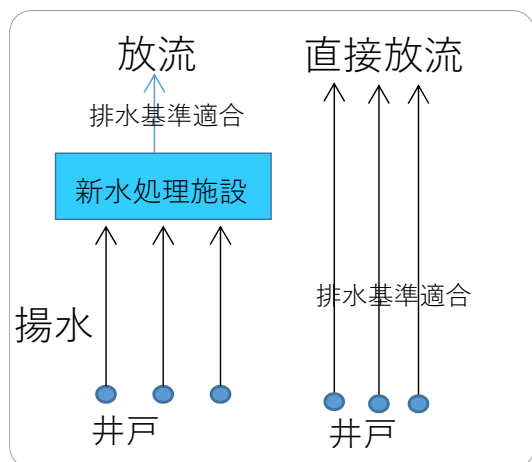 放流
排水基準適合
新水処理施設
揚水
井戸
直接放流
排水基準適合
井戸